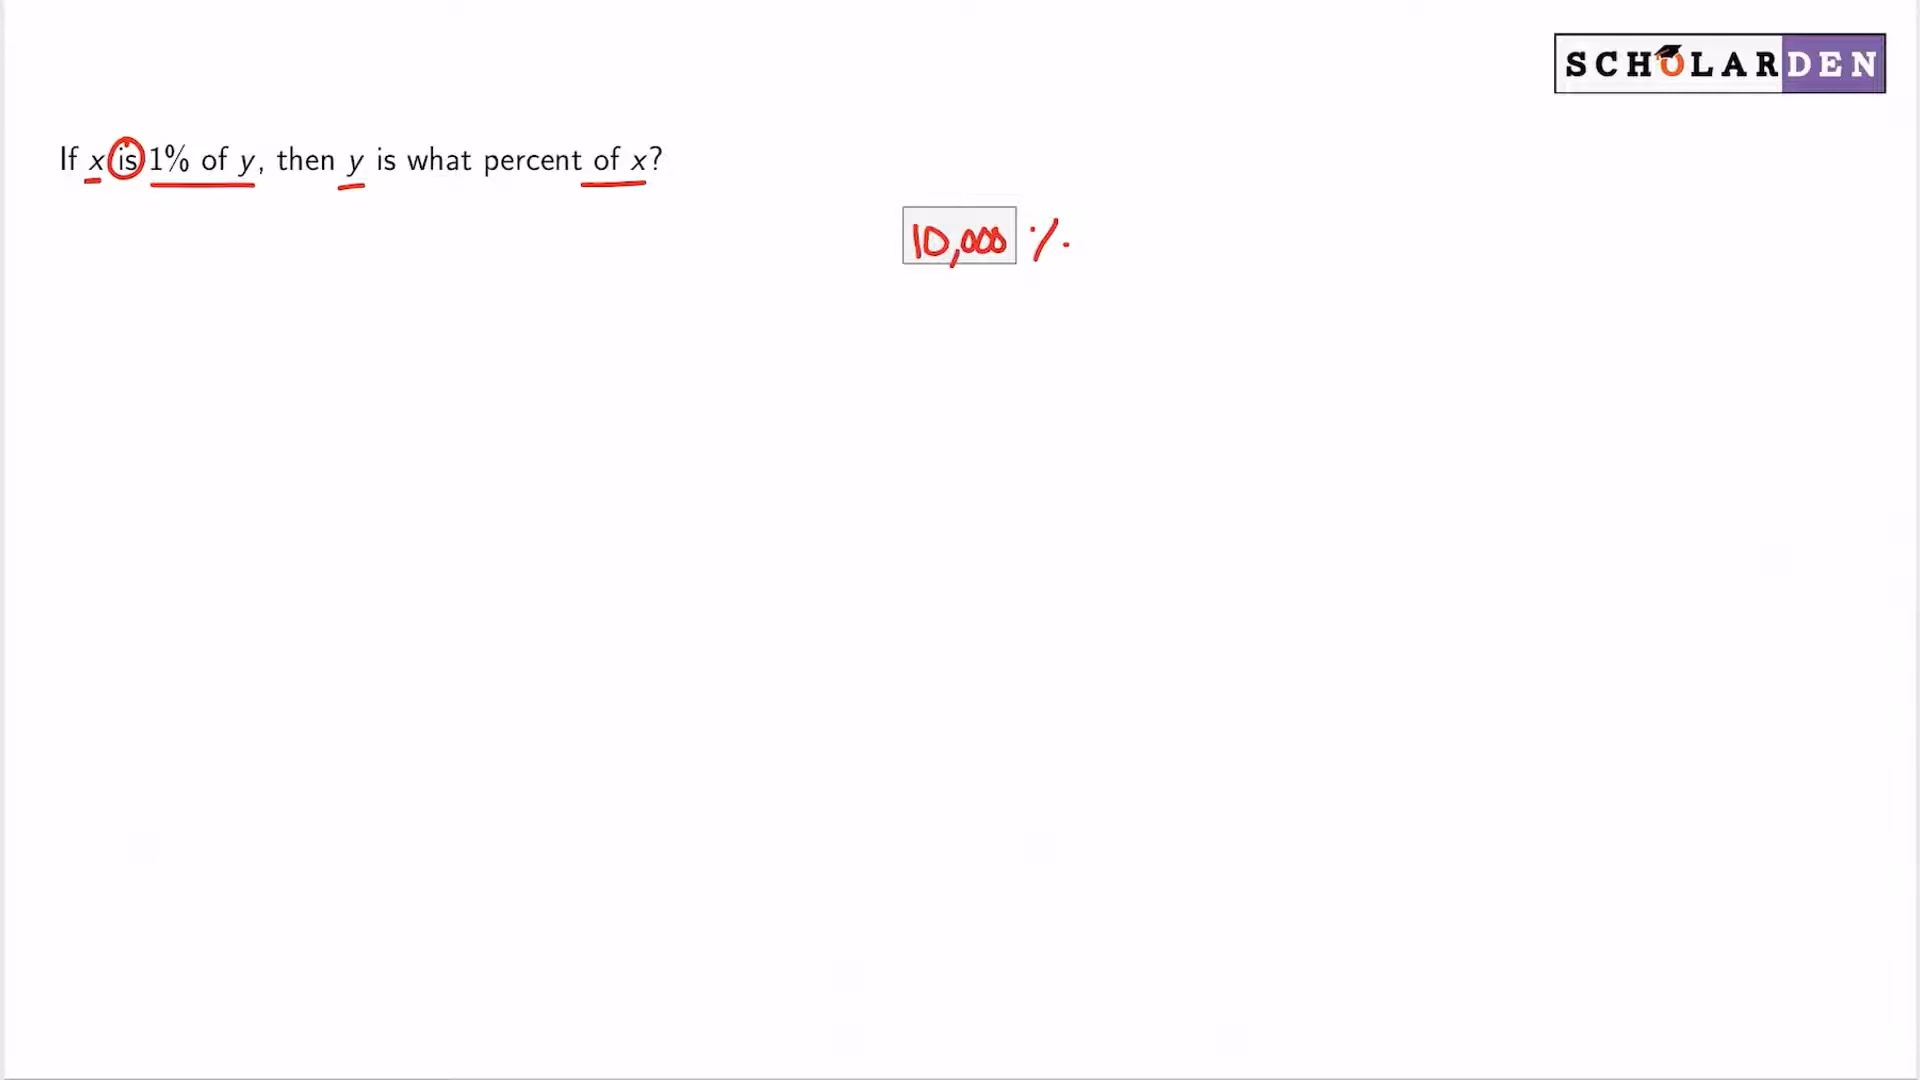 SCHOLARDEN
If x is 1% of y, then y is what percent of x?
10,000 %